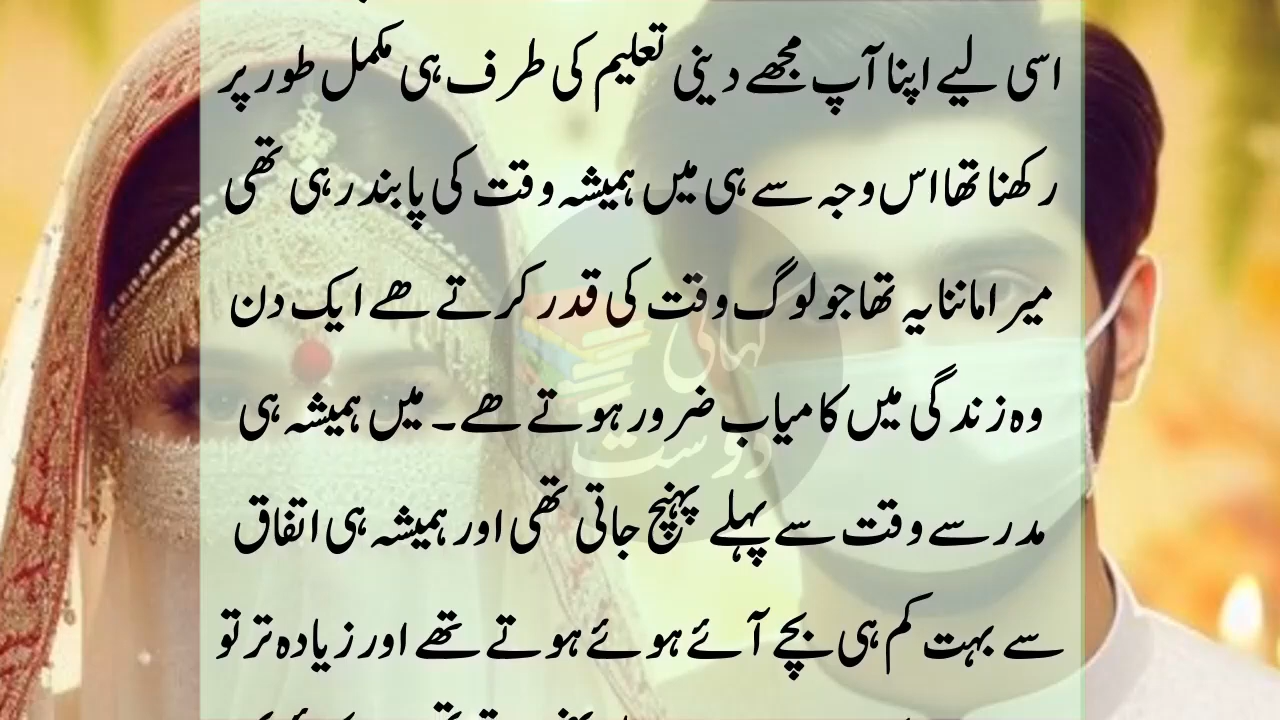 اسی لیے اپنا آپ مجھے دینی تعلیم کی طرف ہی مکمل طور پر
رکھنا تھا اس وجہ سے ہی میں ہمیشہ وقت کی پابند رہی تھی
میرا ماننا یہ تھا جو لوگ وقت کی قدر کرتے ھے ایک دن
وہ زندگی میں کامیاب ضرور ہوتے ھے۔ میں ہمیشہ ہی
مدرسے وقت سے پہلے پہنچ جاتی تھی اور ہمیشہ ہی اتفاق
سے بہت کم ہی بچے آئے ہوئے ہوتے تھے اور زیادہ تر تو
کہانی
دوست